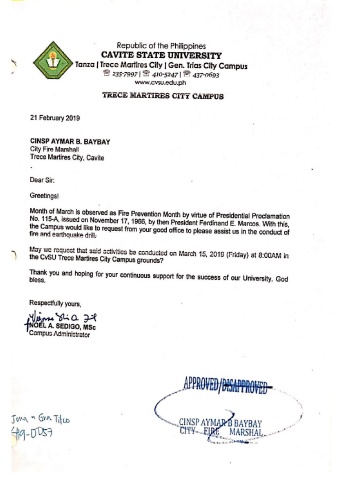 Republic of the Philippines
CAVITE STATE UNIVERSITY
Tanza | Trece Martires City | Gen. Trias City Campus
☎ 235-7997 | ☎ 410-5247 | ☎ 437-0693
www.cvsu.edu.ph
TRECE MARTIRES CITY CAMPUS
21 February 2019
CINSP AYMAR B. BAYBAY
City Fire Marshall
Trece Martires City, Cavite
Dear Sir:
Greetings!
Month of March is observed as Fire Prevention Month by virtue of Presidential Proclamation
No. 115-A, issued on November 17, 1966, by then President Ferdinand E. Marcos. With this,
the Campus would like to request from your good office to please assist us in the conduct of
fire and earthquake drill.
May we request that said activities be conducted on March 15, 2019 (Friday) at 8:00AM in
the CvSU Trece Martires City Campus grounds?
Thank you and hoping for your continuous support for the success of our University. God
bless.
Respectfully yours,
NOEL A. SEDIGO, MSc
Campus Administrator
APPROVED/DISAPPROVED
CINSP AYMAR B BAYBAY
CITY FIRE MARSHAL